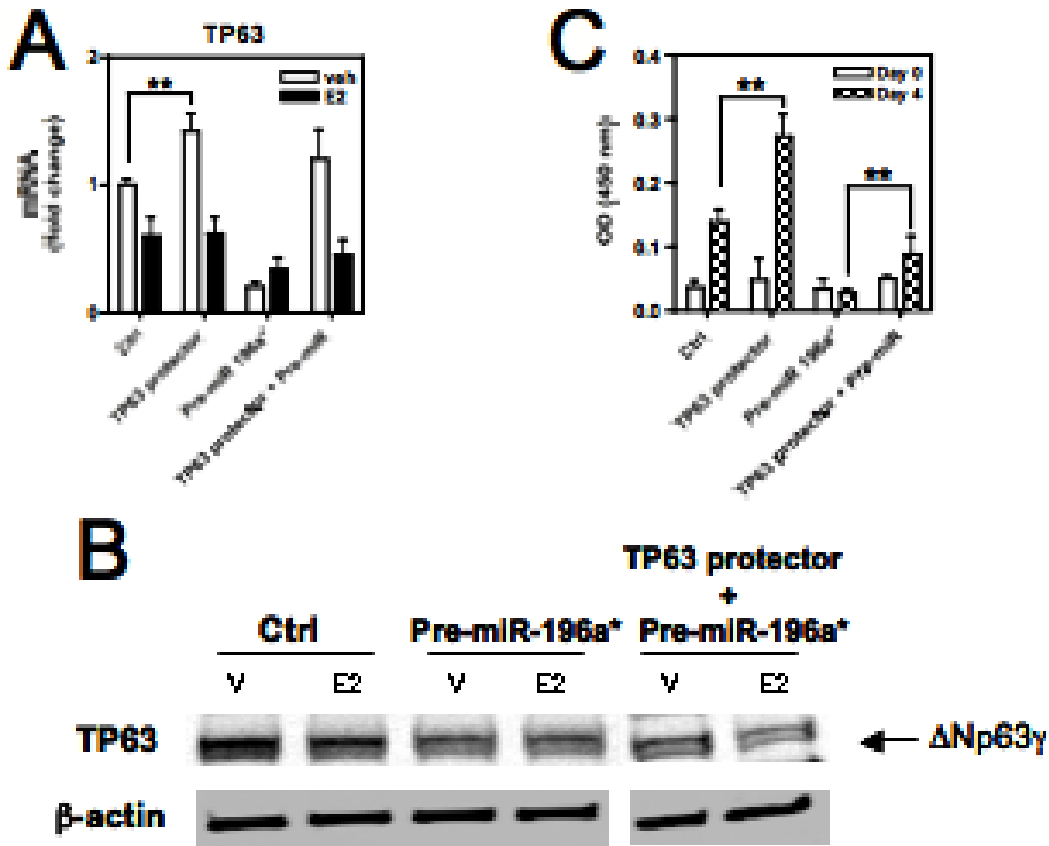 A
TP63
2
1
0
mRNA
(fold change)
**
veh
E2
Ctrl
TP63 protector
Pre-miR 196a*
TP63 protector + Pre-miR
C
0.4
0.3
0.2
0.1
0.0
OD (450 nm)
**
**
Day 0
Day 4
Ctrl
TP63 protector
Pre-miR 196a*
TP63 protector + Pre-miR
B
TP63 protector
+
Ctrl Pre-miR-196a* Pre-miR-196a*
V E2 V E2 V E2
TP63 ← ΔNp63γ
β-actin